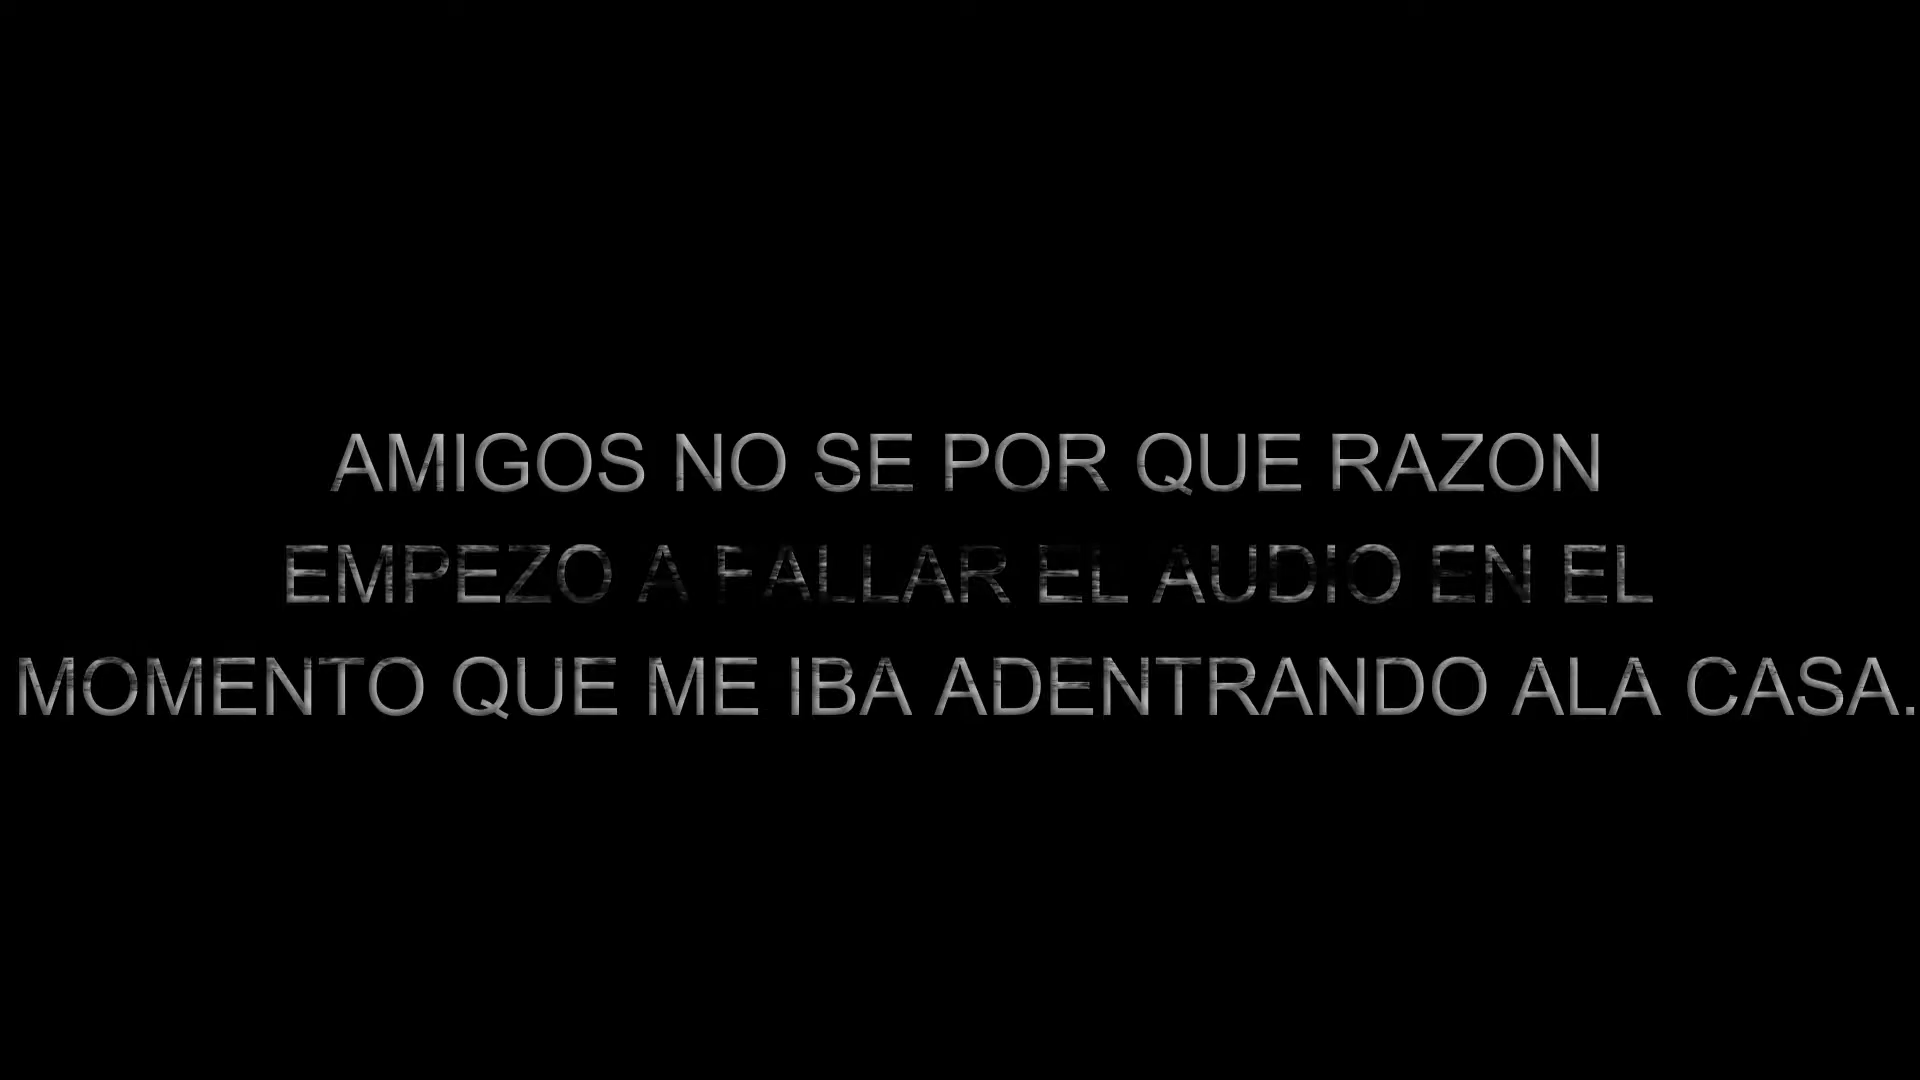 AMIGOS NO SE POR QUE RAZON
EMPEZO A FALLAR EL AUDIO EN EL
MOMENTO QUE ME IBA ADENTRANDO ALA CASA.